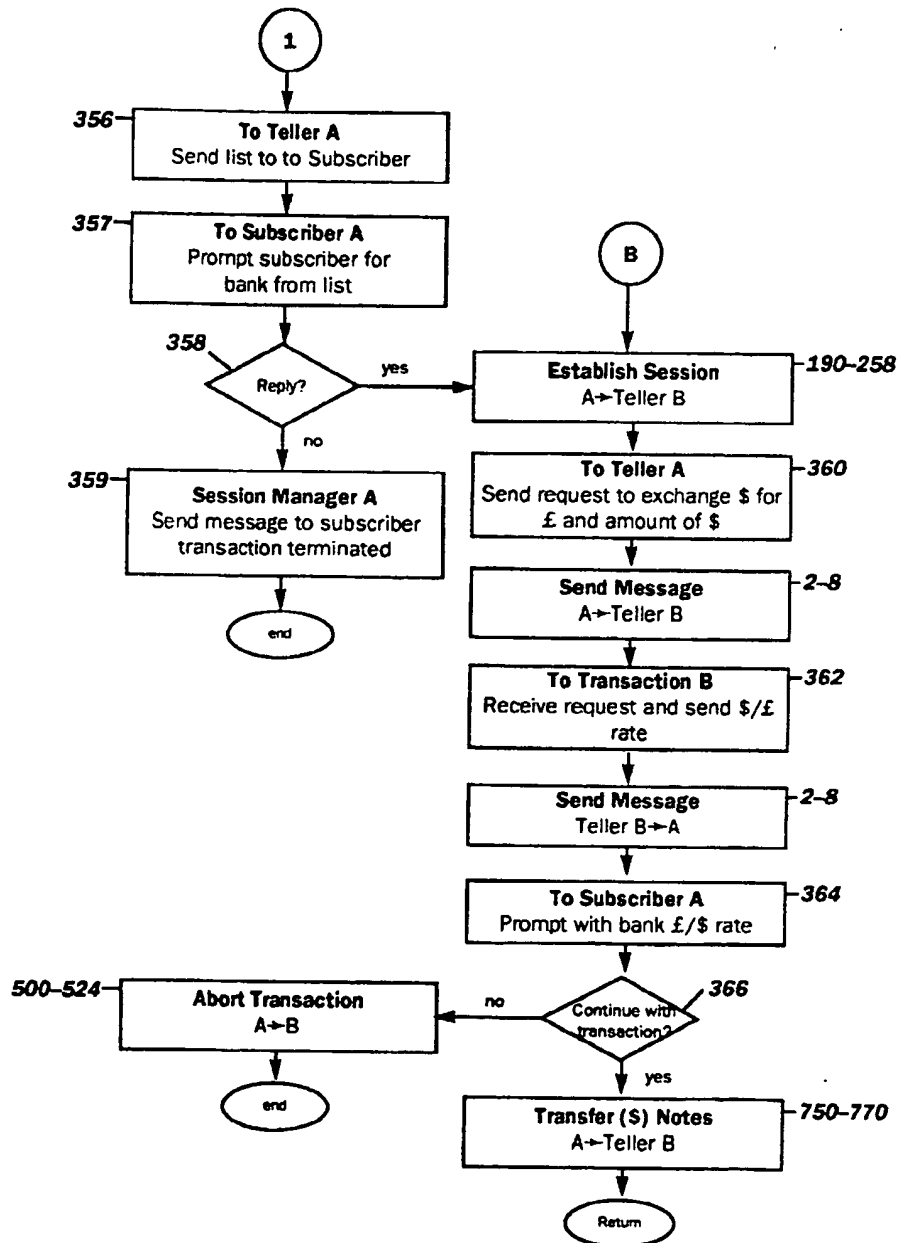 1
356
To Teller A
Send list to to Subscriber
357
To Subscriber A
Prompt subscriber for
bank from list
358
Reply?
yes
no
359
Session Manager A
Send message to subscriber
transaction terminated
end
B
Establish Session
A→Teller B
190–258
To Teller A
Send request to exchange $ for
£ and amount of $
360
Send Message
A→Teller B
2–8
To Transaction B
Receive request and send $/£
rate
362
Send Message
Teller B→A
2–8
To Subscriber A
Prompt with bank £/$ rate
364
Continue with
transaction?
366
no
500–524
Abort Transaction
A→B
end
yes
Transfer ($) Notes
A→Teller B
750–770
Return